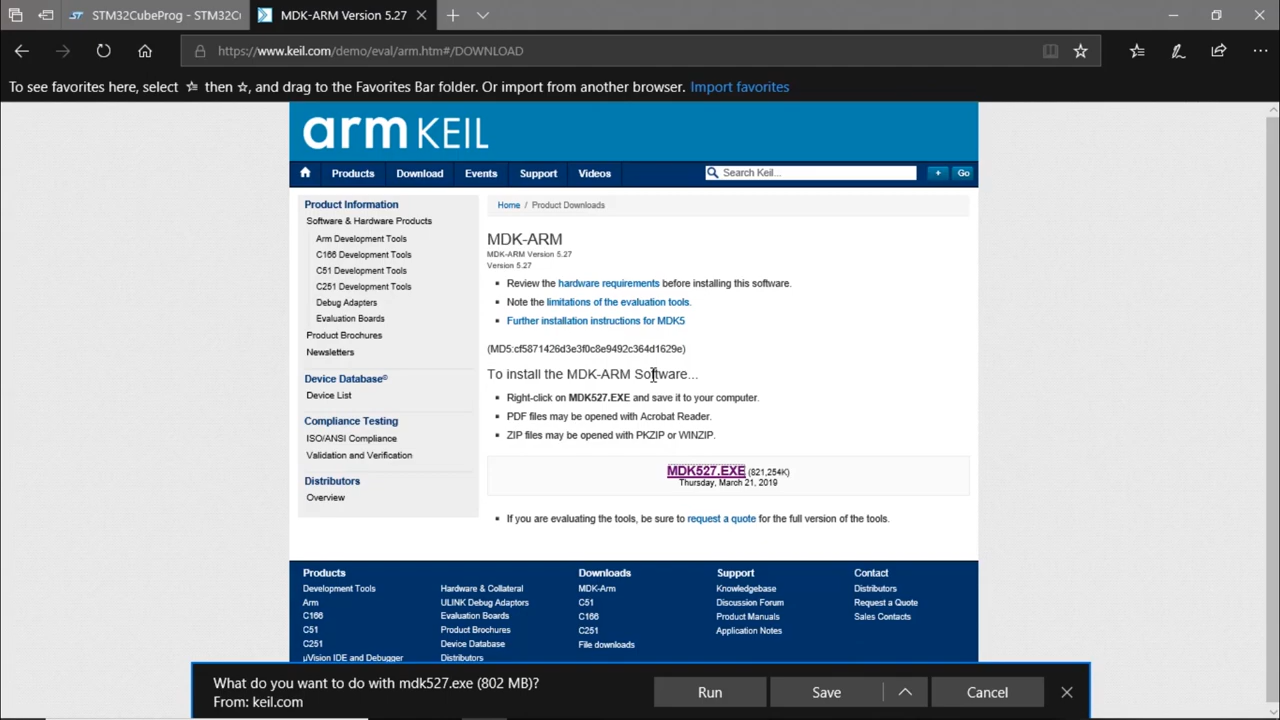 STM32CubeProg - STM32Cu
MDK-ARM Version 5.27
https://www.keil.com/demo/eval/arm.htm#/DOWNLOAD
To see favorites here, select then ☆, and drag to the Favorites Bar folder. Or import from another browser. Import favorites
arm KEIL
Products Download Events Support Videos Search Keil... + Go
Product Information
Software & Hardware Products
Arm Development Tools
C166 Development Tools
C51 Development Tools
C251 Development Tools
Debug Adapters
Evaluation Boards
Product Brochures
Newsletters
Device Database®
Device List
Compliance Testing
ISO/ANSI Compliance
Validation and Verification
Distributors
Overview
Home / Product Downloads
MDK-ARM
MDK-ARM Version 5.27
Version 5.27
Review the hardware requirements before installing this software.
Note the limitations of the evaluation tools.
Further installation instructions for MDK5
(MD5:cf5871426d3e3f0c8e9492c364d1629e)
To install the MDK-ARM Software...
Right-click on MDK527.EXE and save it to your computer.
PDF files may be opened with Acrobat Reader.
ZIP files may be opened with PKZIP or WINZIP.
MDK527.EXE (821,254K)
Thursday, March 21, 2019
If you are evaluating the tools, be sure to request a quote for the full version of the tools.
Products
Development Tools
Arm
C166
C51
C251
µVision IDE and Debugger
Hardware & Collateral
ULINK Debug Adaptors
Evaluation Boards
Product Brochures
Device Database
Distributors
Downloads
MDK-Arm
C51
C166
C251
File downloads
Support
Knowledgebase
Discussion Forum
Product Manuals
Application Notes
Contact
Distributors
Request a Quote
Sales Contacts
What do you want to do with mdk527.exe (802 MB)?
From: keil.com
Run Save Cancel